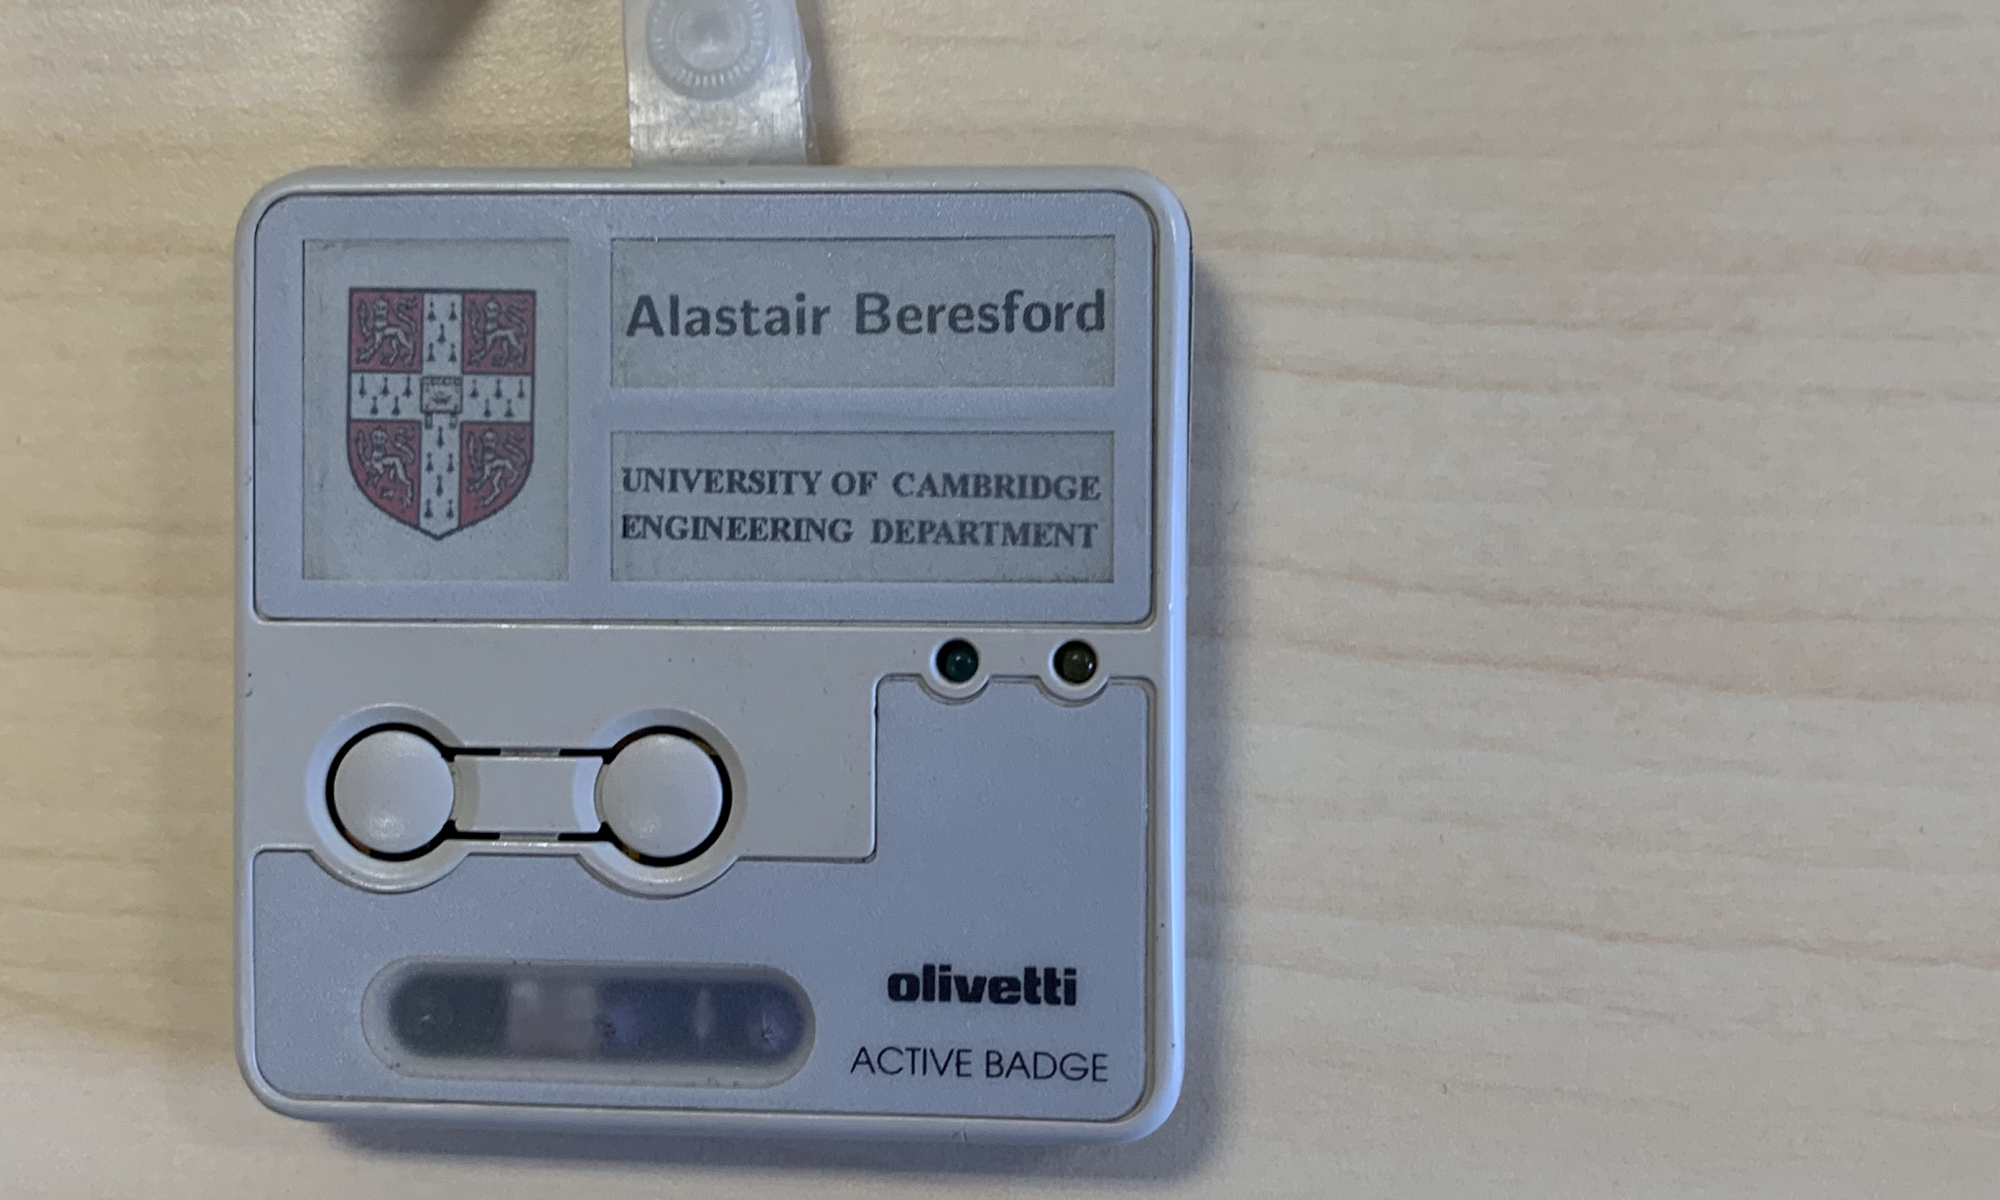 Alastair Beresford
UNIVERSITY OF CAMBRIDGE
ENGINEERING DEPARTMENT
olivetti
ACTIVE BADGE